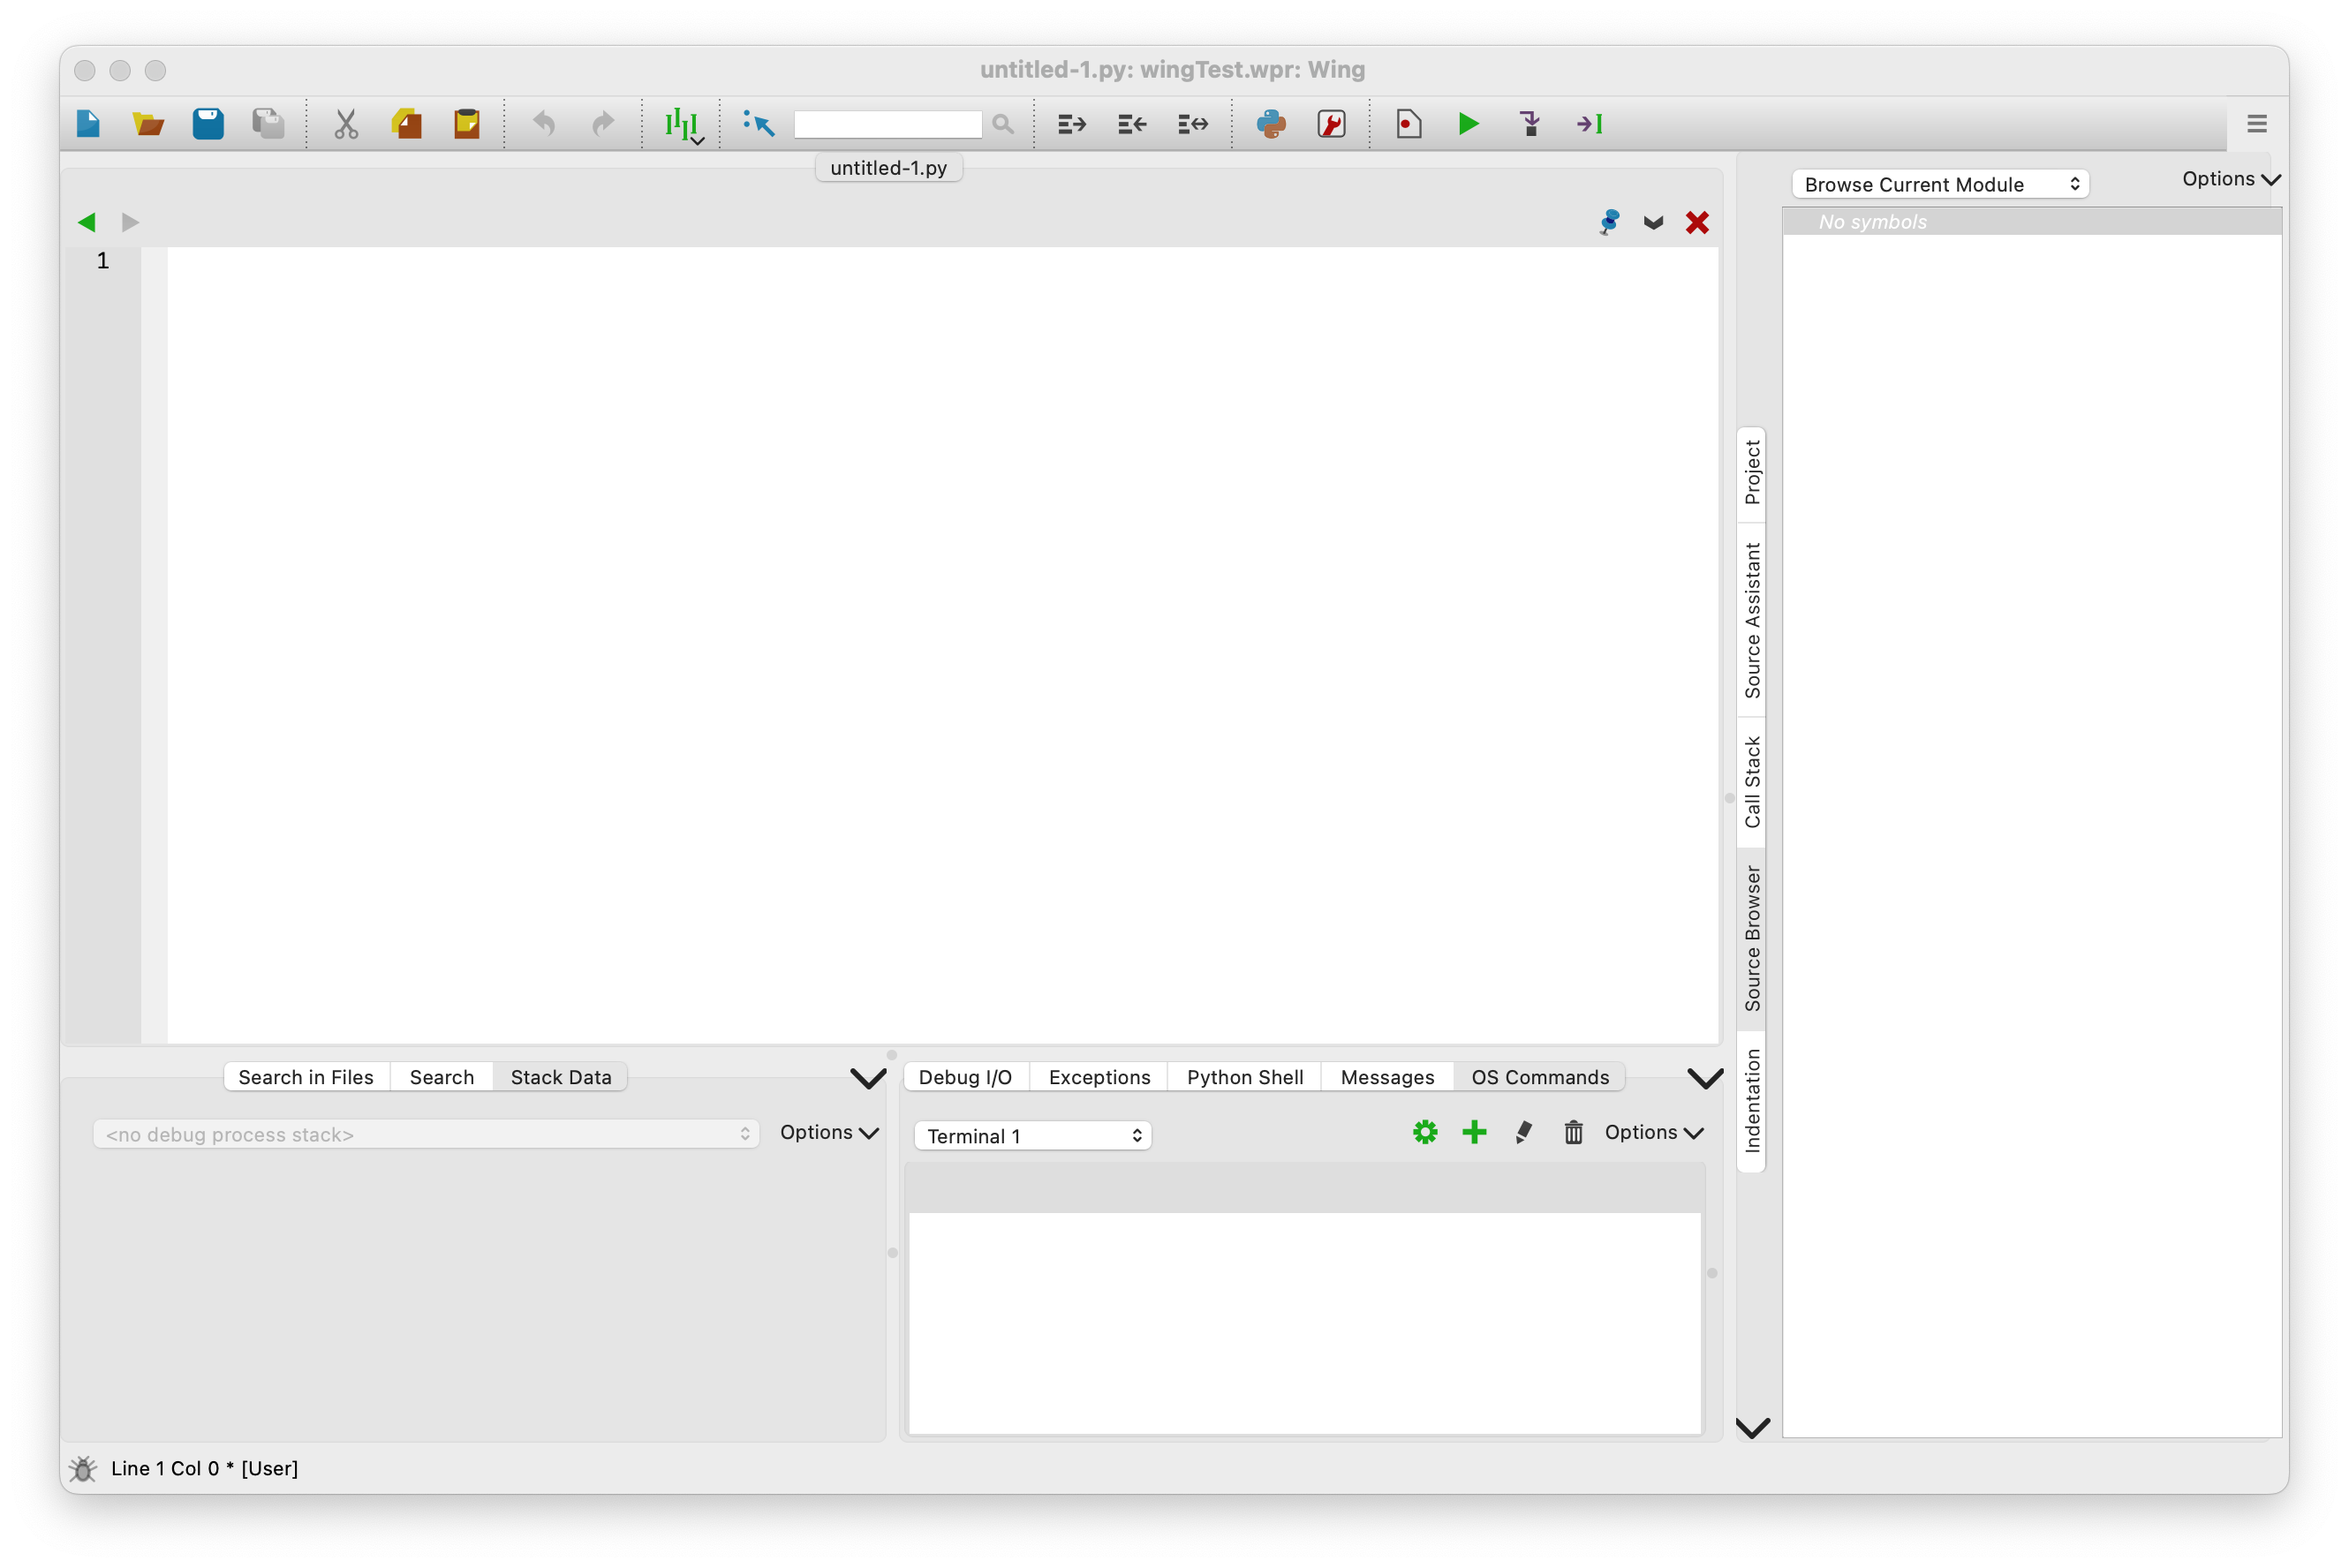 untitled-1.py: wingTest.wpr: Wing
untitled-1.py
Browse Current Module
Options
No symbols
1
Project
Source Assistant
Call Stack
Source Browser
Indentation
Search in Files
Search
Stack Data
<no debug process stack>
Options
Debug I/O
Exceptions
Python Shell
Messages
OS Commands
Terminal 1
Options
Line 1 Col 0 * [User]